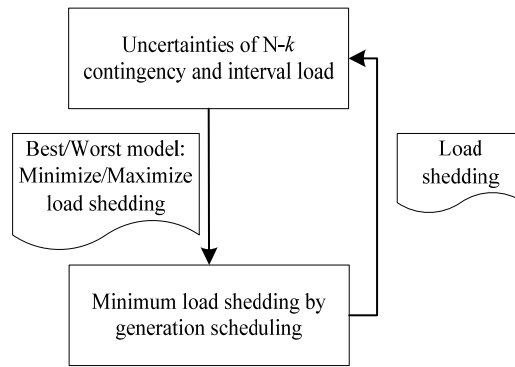 Uncertainties of N-k
contingency and interval load
Best/Worst model:
Minimize/Maximize
load shedding
Load
shedding
Minimum load shedding by
generation scheduling